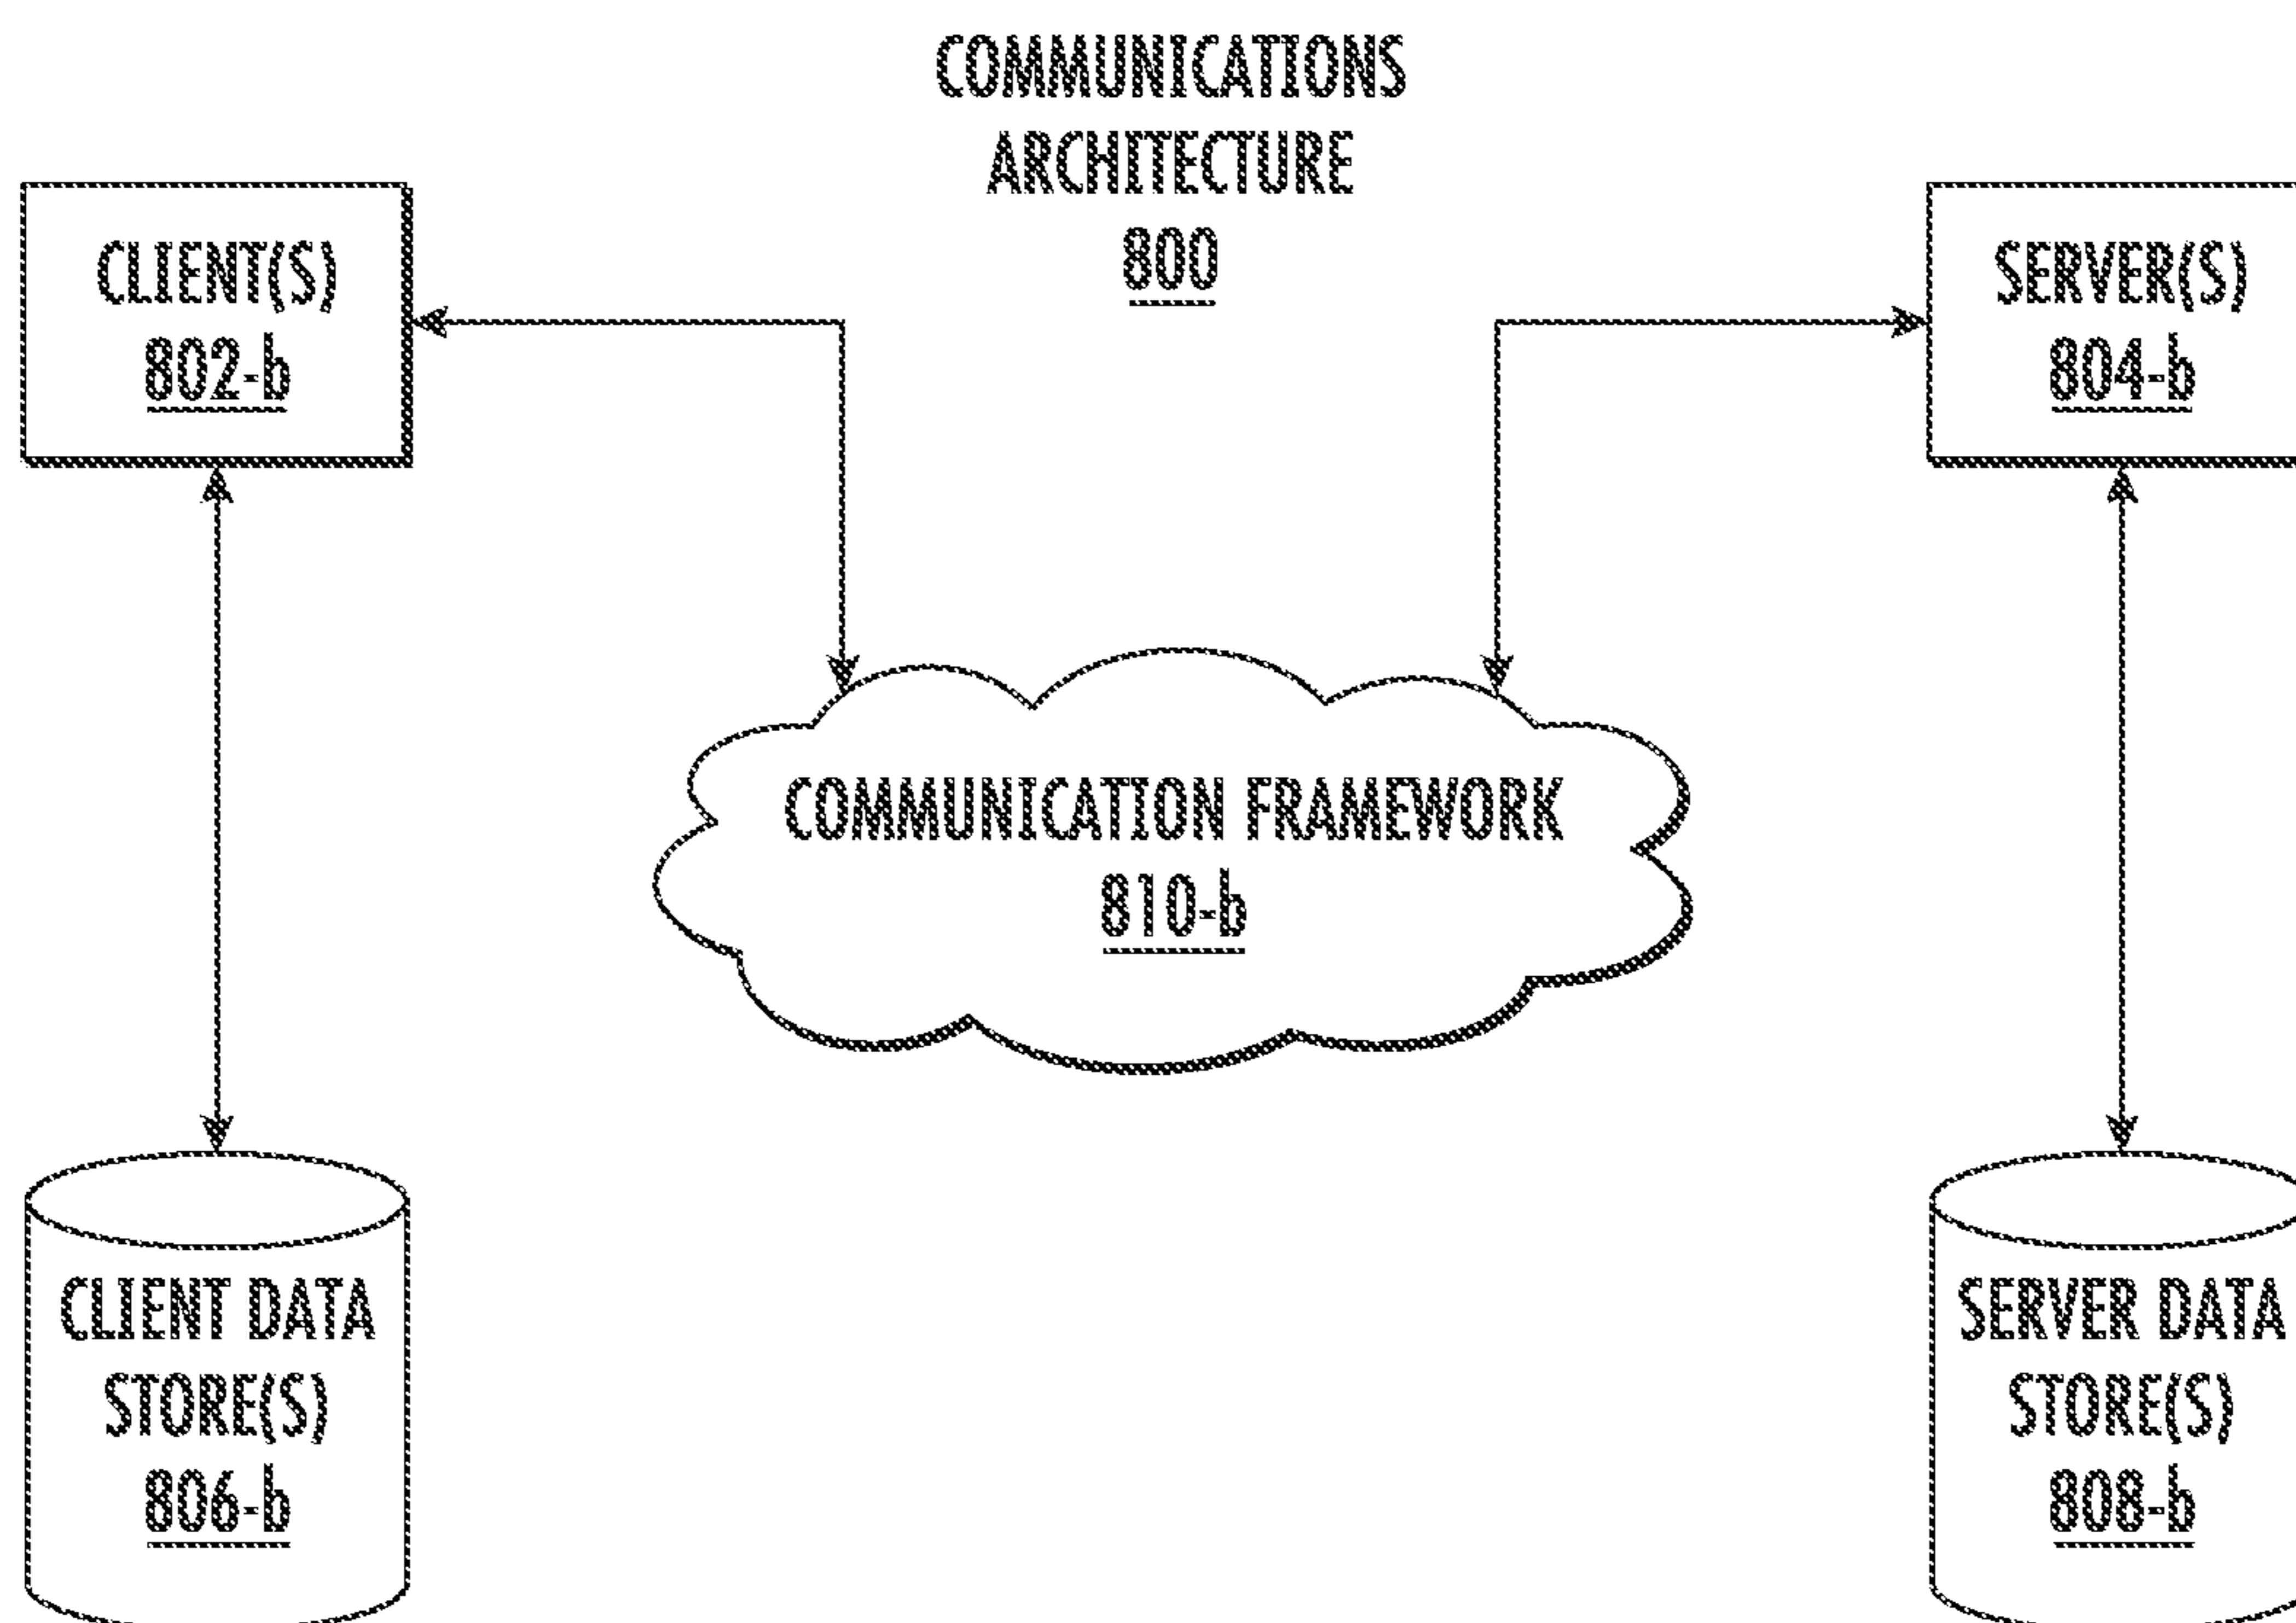 COMMUNICATIONS
ARCHITECTURE
800
CLIENT(S)
802-b
SERVER(S)
804-b
COMMUNICATION FRAMEWORK
810-b
CLIENT DATA
STORE(S)
806-b
SERVER DATA
STORE(S)
808-b